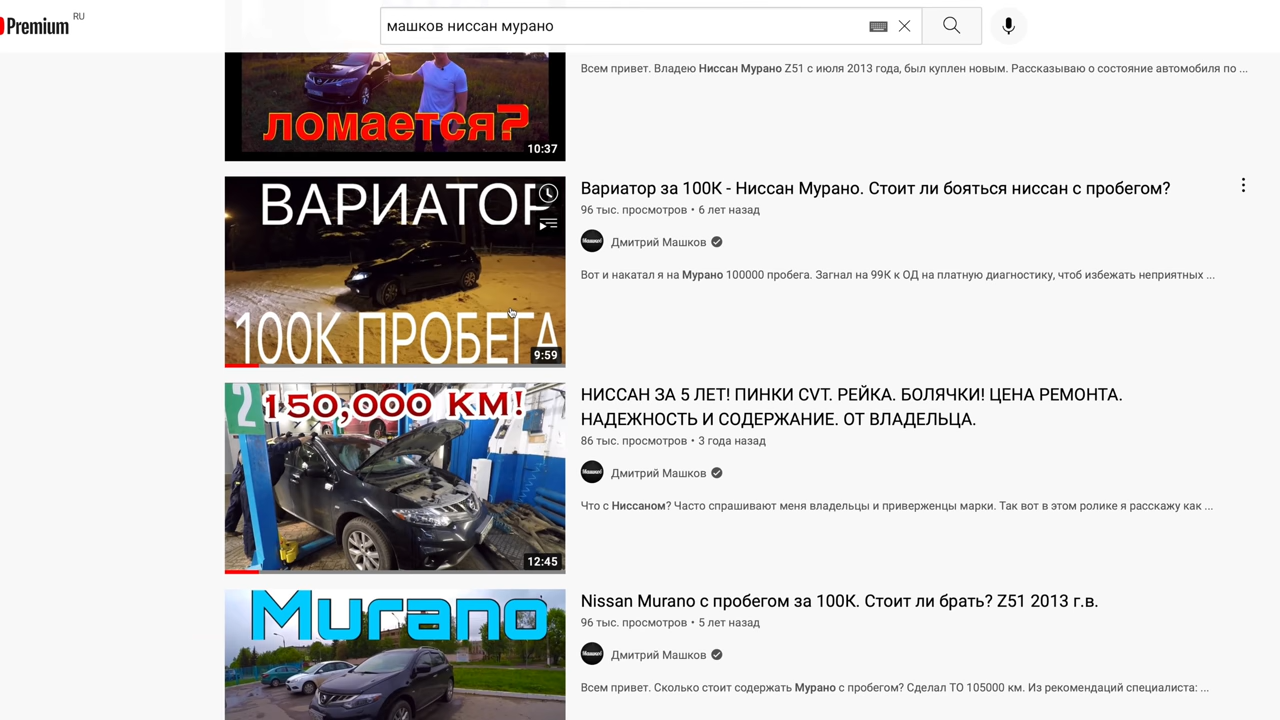 Premium RU
машков ниссан мурано
ломается?
10:37
Всем привет. Владею Ниссан Мурано Z51 с июля 2013 года, был куплен новым. Рассказываю о состояние автомобиля по ...
ВАРИАТОР
100К ПРОБЕГА
9:59
Вариатор за 100К - Ниссан Мурано. Стоит ли бояться ниссан с пробегом?
96 тыс. просмотров • 6 лет назад
Дмитрий Машков
Вот и накатал я на Мурано 100000 пробега. Загнал на 99К к ОД на платную диагностику, чтоб избежать неприятных ...
2
150,000 КМ!
12:45
НИССАН ЗА 5 ЛЕТ! ПИНКИ CVT. РЕЙКА. БОЛЯЧКИ! ЦЕНА РЕМОНТА.
НАДЕЖНОСТЬ И СОДЕРЖАНИЕ. ОТ ВЛАДЕЛЬЦА.
86 тыс. просмотров • 3 года назад
Дмитрий Машков
Что с Ниссаном? Часто спрашивают меня владельцы и приверженцы марки. Так вот в этом ролике я расскажу как ...
Murano
Nissan Murano с пробегом за 100К. Стоит ли брать? Z51 2013 г.в.
96 тыс. просмотров • 5 лет назад
Дмитрий Машков
Всем привет. Сколько стоит содержать Мурано с пробегом? Сделал ТО 105000 км. Из рекомендаций специалиста: ...